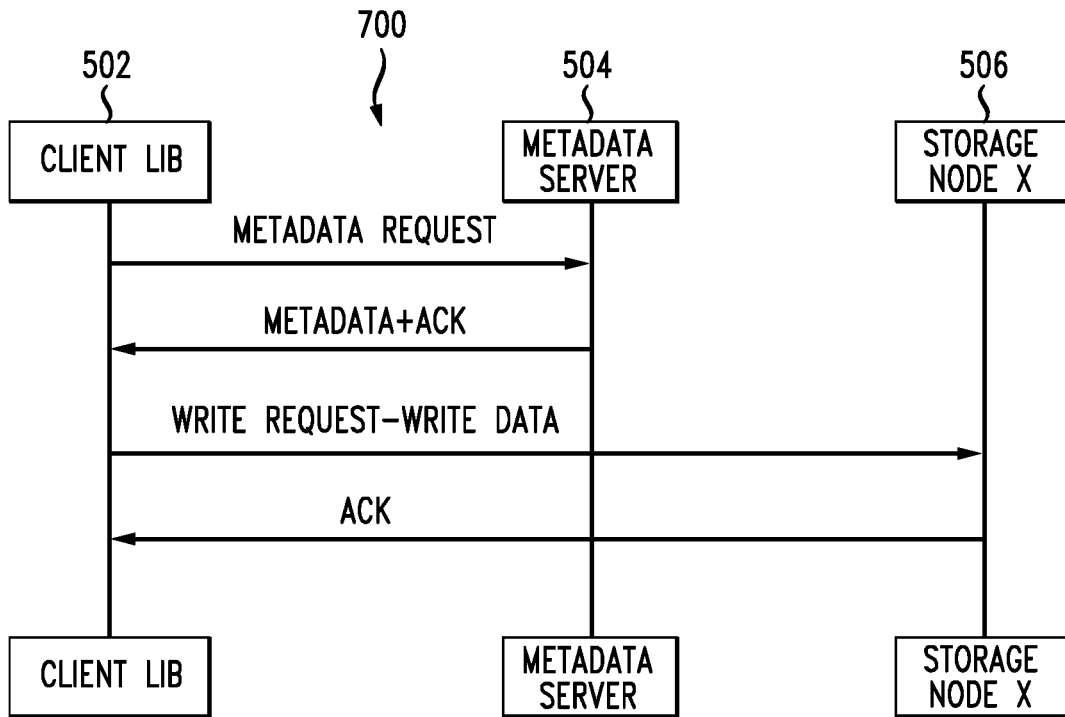 700
502
504
506
CLIENT LIB
METADATA
SERVER
STORAGE
NODE X
METADATA REQUEST
METADATA+ACK
WRITE REQUEST-WRITE DATA
ACK
CLIENT LIB
METADATA
SERVER
STORAGE
NODE X